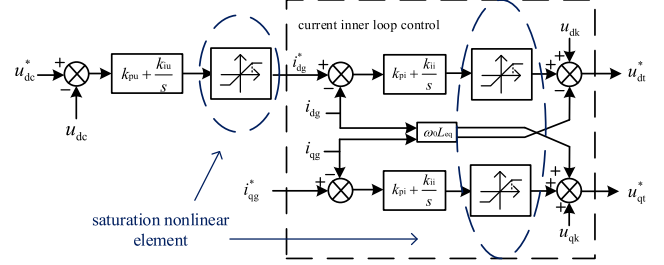 current inner loop control
u*dc
+
−
udc
kpu + kiu/s
i*dg
+
−
kpi + kii/s
udk
+
+
−
u*dt
idg
ω0Leq
iqg
i*qg
+
−
kpi + kii/s
+
+
+
u*qt
uqk
saturation nonlinear
element